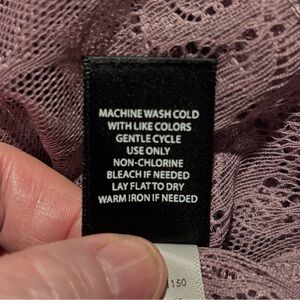 MACHINE WASH COLD
WITH LIKE COLORS
GENTLE CYCLE
USE ONLY
NON-CHLORINE
BLEACH IF NEEDED
LAY FLAT TO DRY
WARM IRON IF NEEDED
150